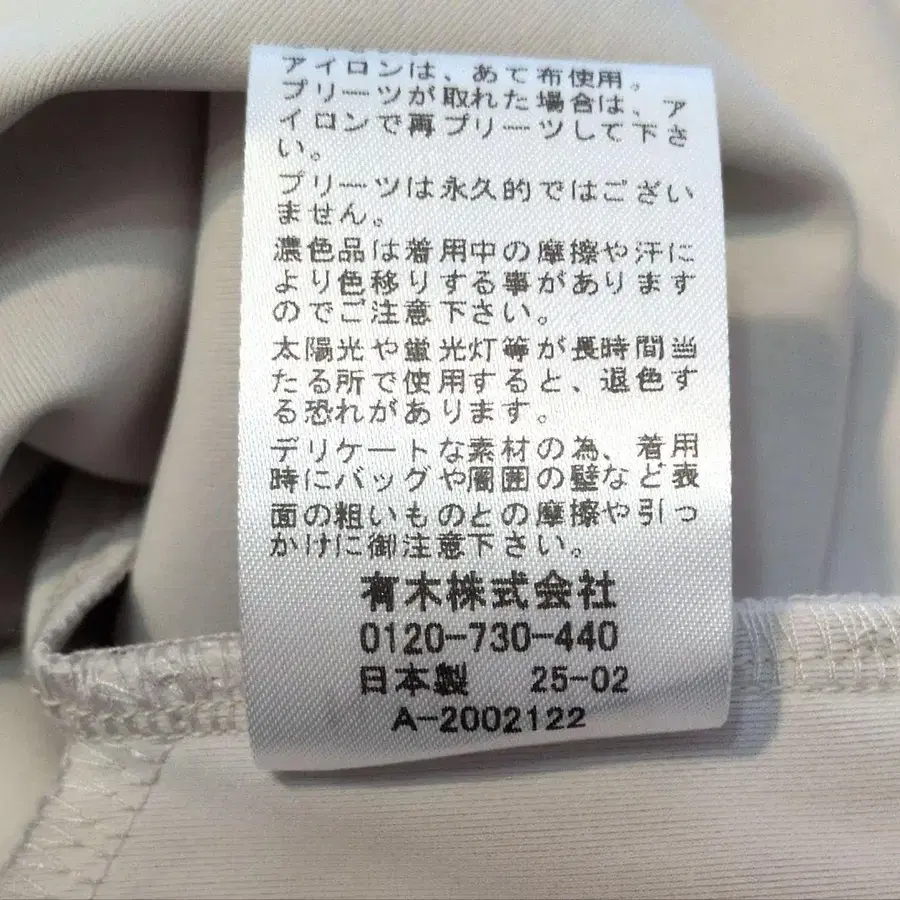 アイロンは、あて布使用。
プリーツが取れた場合は、ア
イロンで再プリーツして下さ
い。
プリーツは永久的ではござい
ません。
濃色品は着用中の摩擦や汗に
より色移りする事があります
のでご注意下さい。
太陽光や蛍光灯等が長時間当
たる所で使用すると、退色す
る恐れがあります。
デリケートな素材の為、着用
時にバッグや周囲の壁など表
面の粗いものとの摩擦や引っ
かけに御注意下さい。
有木株式会社
0120-730-440
日本製 25-02
A-2002122